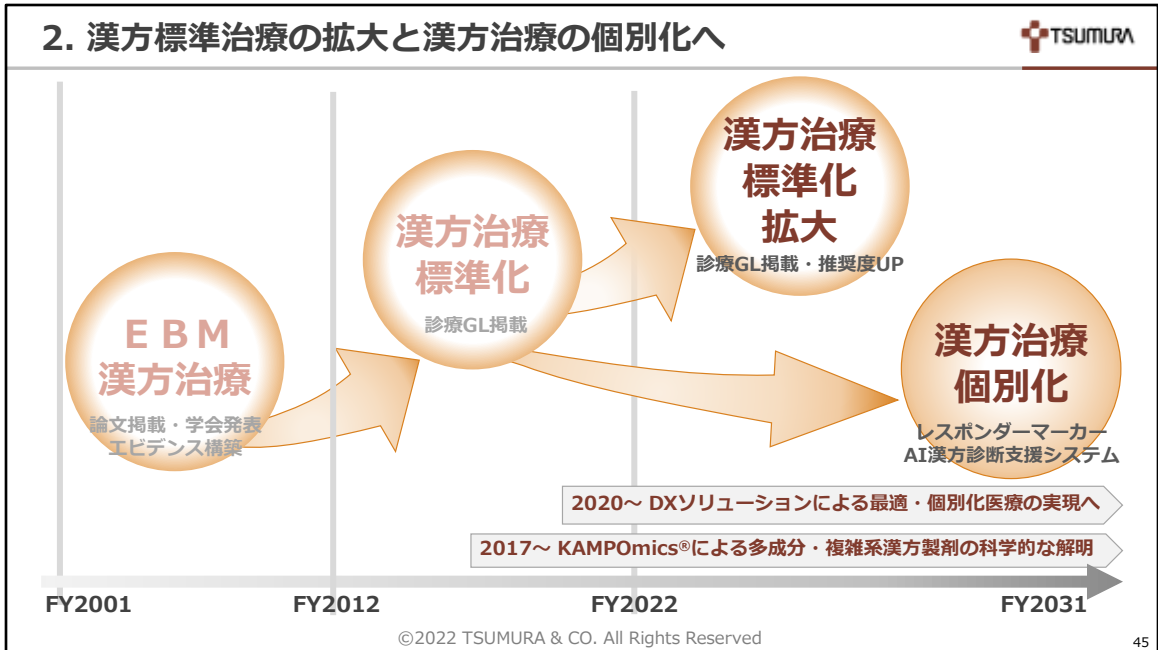 2. 漢方標準治療の拡大と漢方治療の個別化へ
TSUMURA
漢方治療
標準化
拡大
診療GL掲載・推奨度UP
漢方治療
標準化
診療GL掲載
ＥＢＭ
漢方治療
論文掲載・学会発表
エビデンス構築
漢方治療
個別化
レスポンダーマーカー
AI漢方診断支援システム
2020～ DXソリューションによる最適・個別化医療の実現へ
2017～ KAMPOmics®による多成分・複雑系漢方製剤の科学的な解明
FY2001
FY2012
FY2022
FY2031
©2022 TSUMURA & CO. All Rights Reserved
45